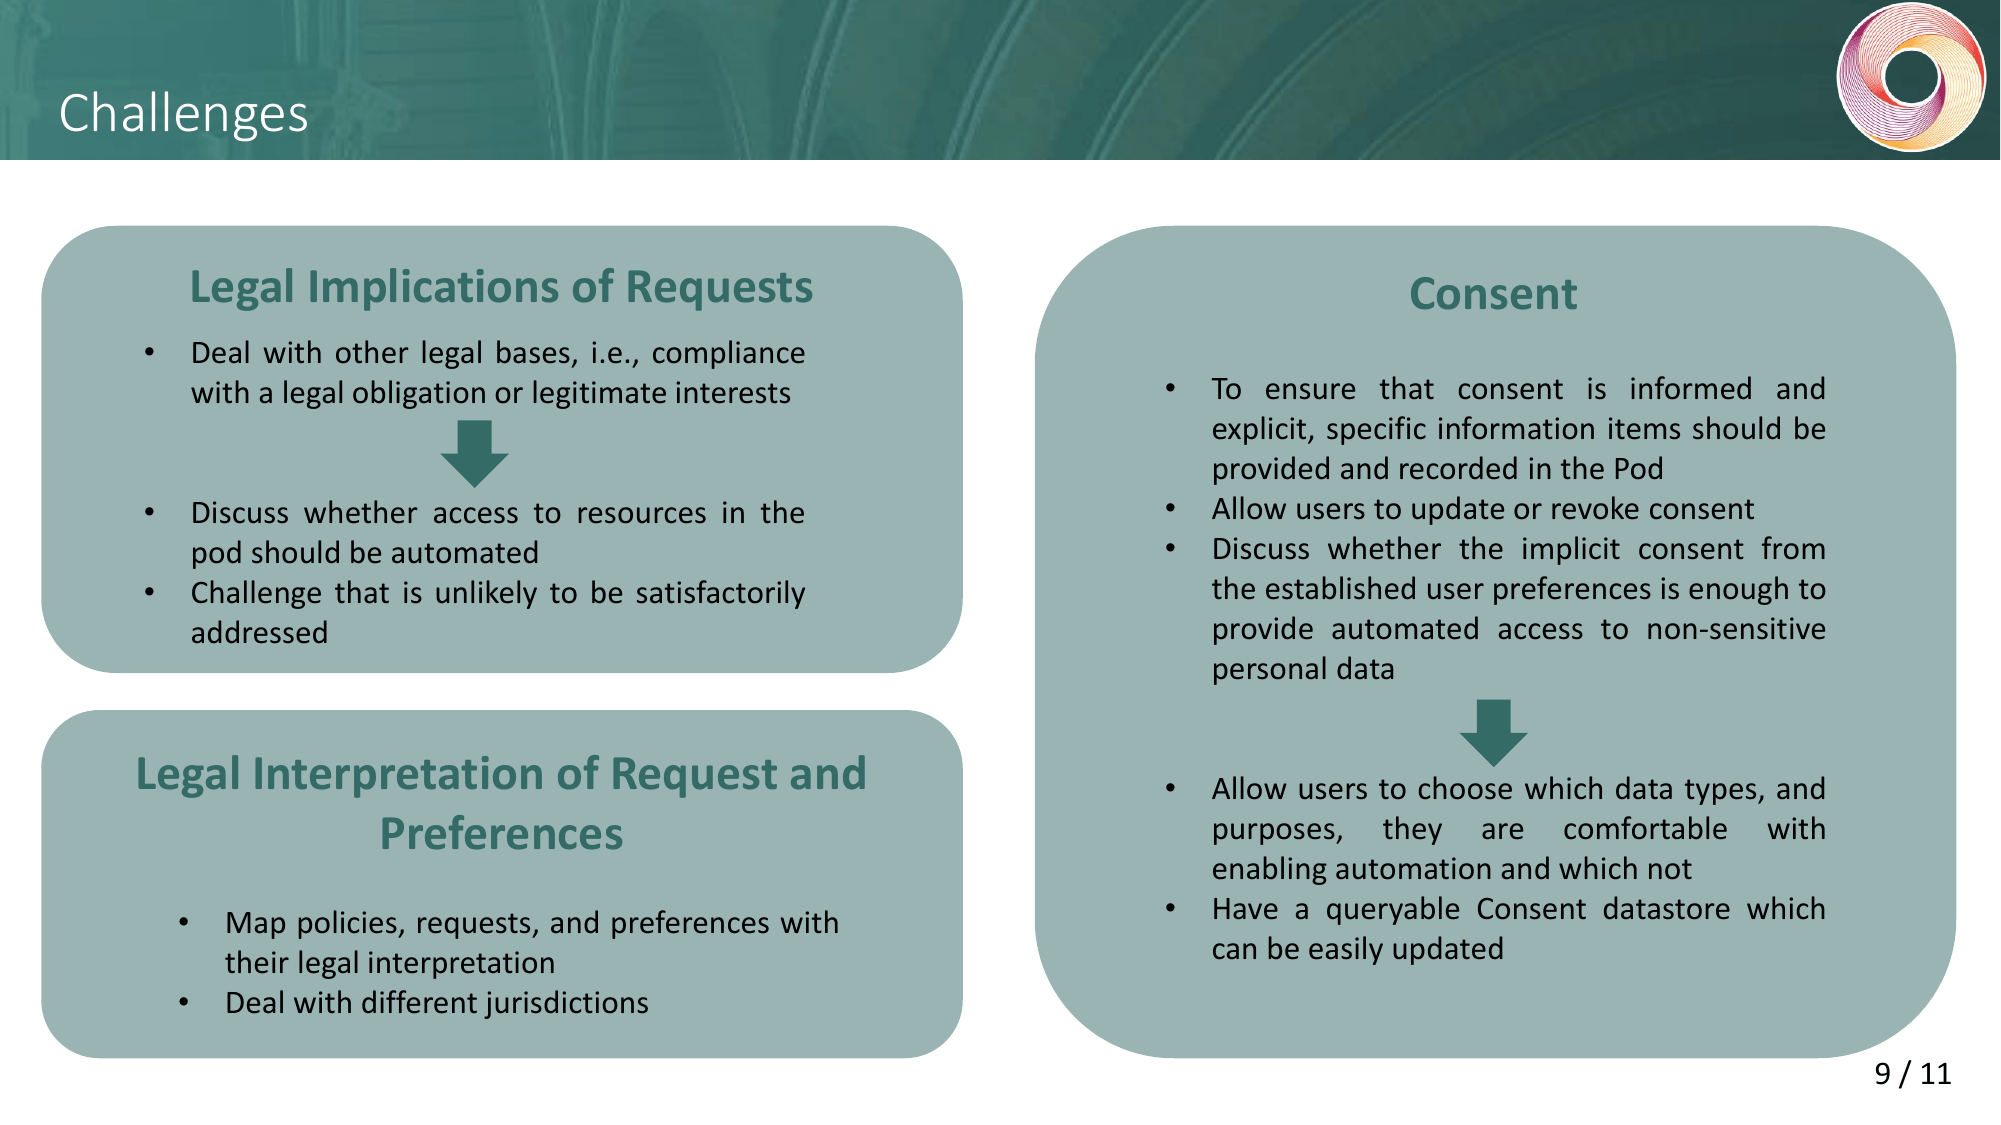 Challenges
Legal Implications of Requests
• Deal with other legal bases, i.e., compliance
with a legal obligation or legitimate interests
• Discuss whether access to resources in the
pod should be automated
• Challenge that is unlikely to be satisfactorily
addressed
Legal Interpretation of Request and
Preferences
• Map policies, requests, and preferences with
their legal interpretation
• Deal with different jurisdictions
Consent
• To ensure that consent is informed and
explicit, specific information items should be
provided and recorded in the Pod
• Allow users to update or revoke consent
• Discuss whether the implicit consent from
the established user preferences is enough to
provide automated access to non-sensitive
personal data
• Allow users to choose which data types, and
purposes, they are comfortable with
enabling automation and which not
• Have a queryable Consent datastore which
can be easily updated
9 / 11